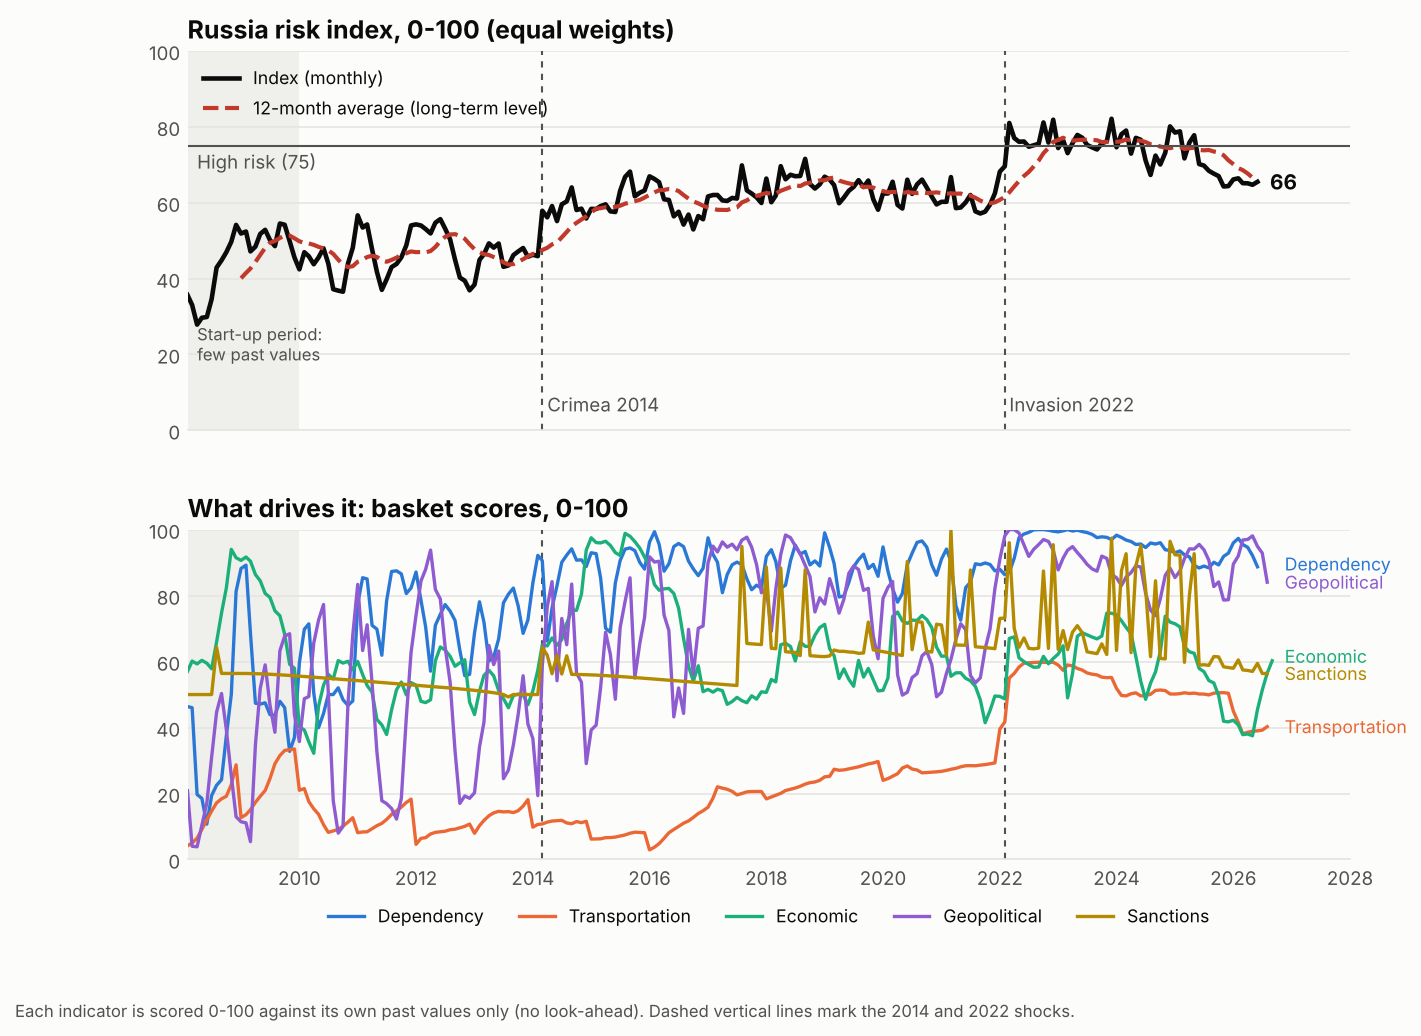 Russia risk index, 0-100 (equal weights)
100
Index (monthly)
12-month average (long-term level)
80
High risk (75)
66
60
40
Start-up period:
few past values
20
Crimea 2014
Invasion 2022
0
What drives it: basket scores, 0-100
100
Dependency
Geopolitical
80
60
Economic
Sanctions
40
Transportation
20
0
2010
2012
2014
2016
2018
2020
2022
2024
2026
2028
Dependency
Transportation
Economic
Geopolitical
Sanctions
Each indicator is scored 0-100 against its own past values only (no look-ahead). Dashed vertical lines mark the 2014 and 2022 shocks.